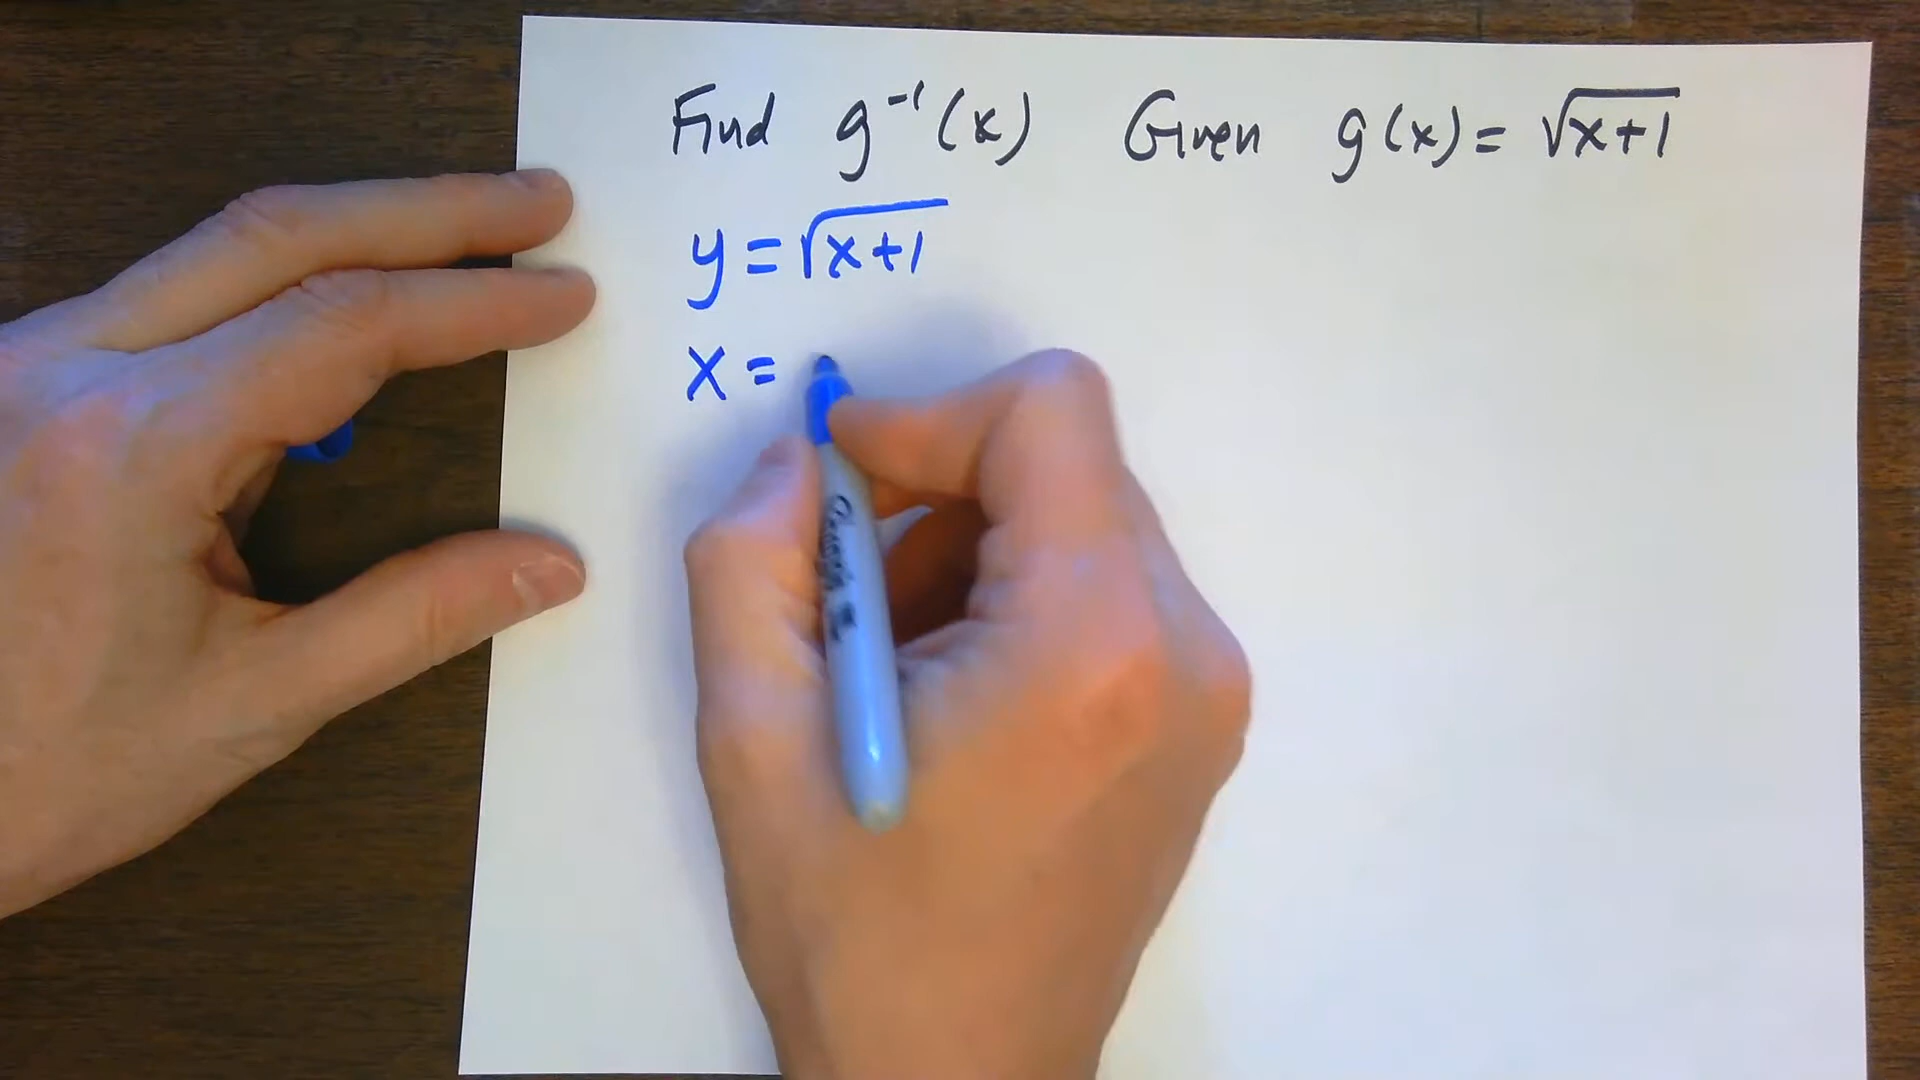 Find g⁻¹(x) Given g(x) = √x+1
y = √x+1
x =